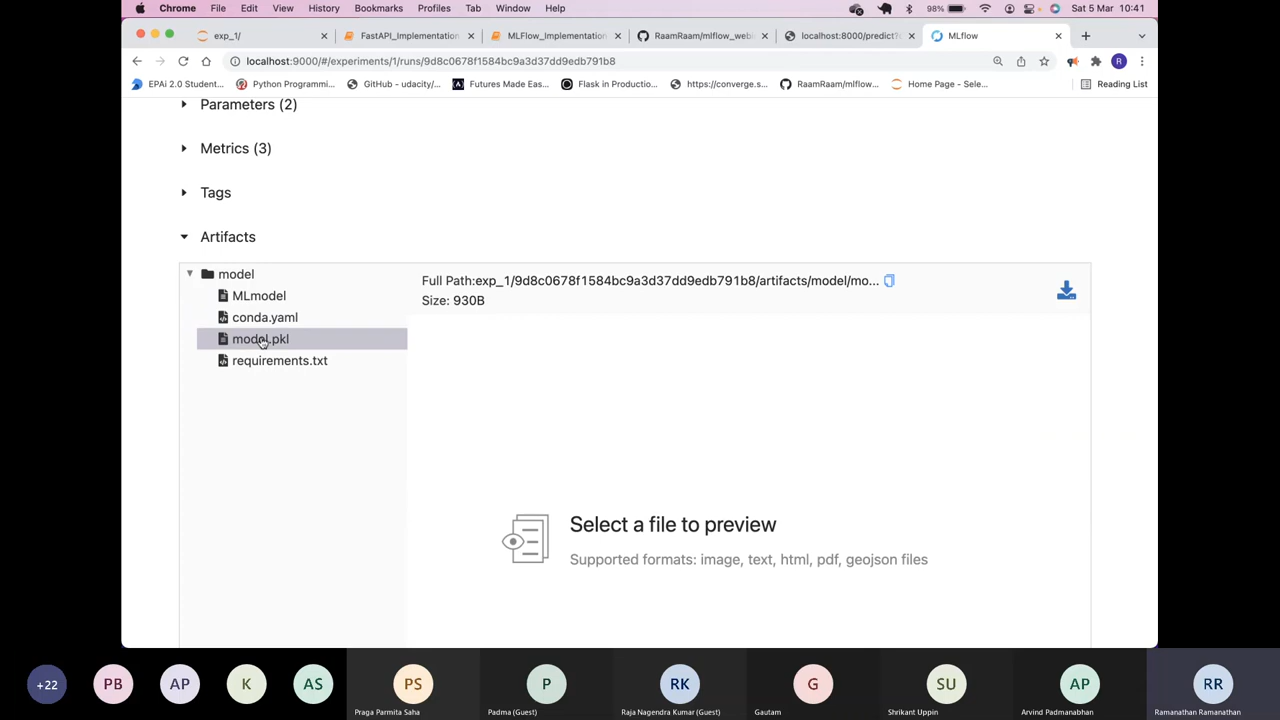 Chrome File Edit View History Bookmarks Profiles Tab Window Help 98% Sat 5 Mar 10:41
exp_1/ FastAPI_Implementation MLFlow_Implementation RaamRaam/mlflow_webi localhost:8000/predict? MLflow
localhost:9000/#/experiments/1/runs/9d8c0678f1584bc9a3d37dd9edb791b8 R
EPAi 2.0 Student... Python Programmi... GitHub - udacity/... Futures Made Eas... Flask in Productio... https://converge.s... RaamRaam/mlflow... Home Page - Sele... Reading List
Parameters (2)
Metrics (3)
Tags
Artifacts
model
MLmodel
conda.yaml
model.pkl
requirements.txt
Full Path:exp_1/9d8c0678f1584bc9a3d37dd9edb791b8/artifacts/model/mo...
Size: 930B
Select a file to preview
Supported formats: image, text, html, pdf, geojson files
+22 PB AP K AS PS P RK G SU AP RR
Praga Parmita Saha Padma (Guest) Raja Nagendra Kumar (Guest) Gautam Shrikant Uppin Arvind Padmanabhan Ramanathan Ramanathan